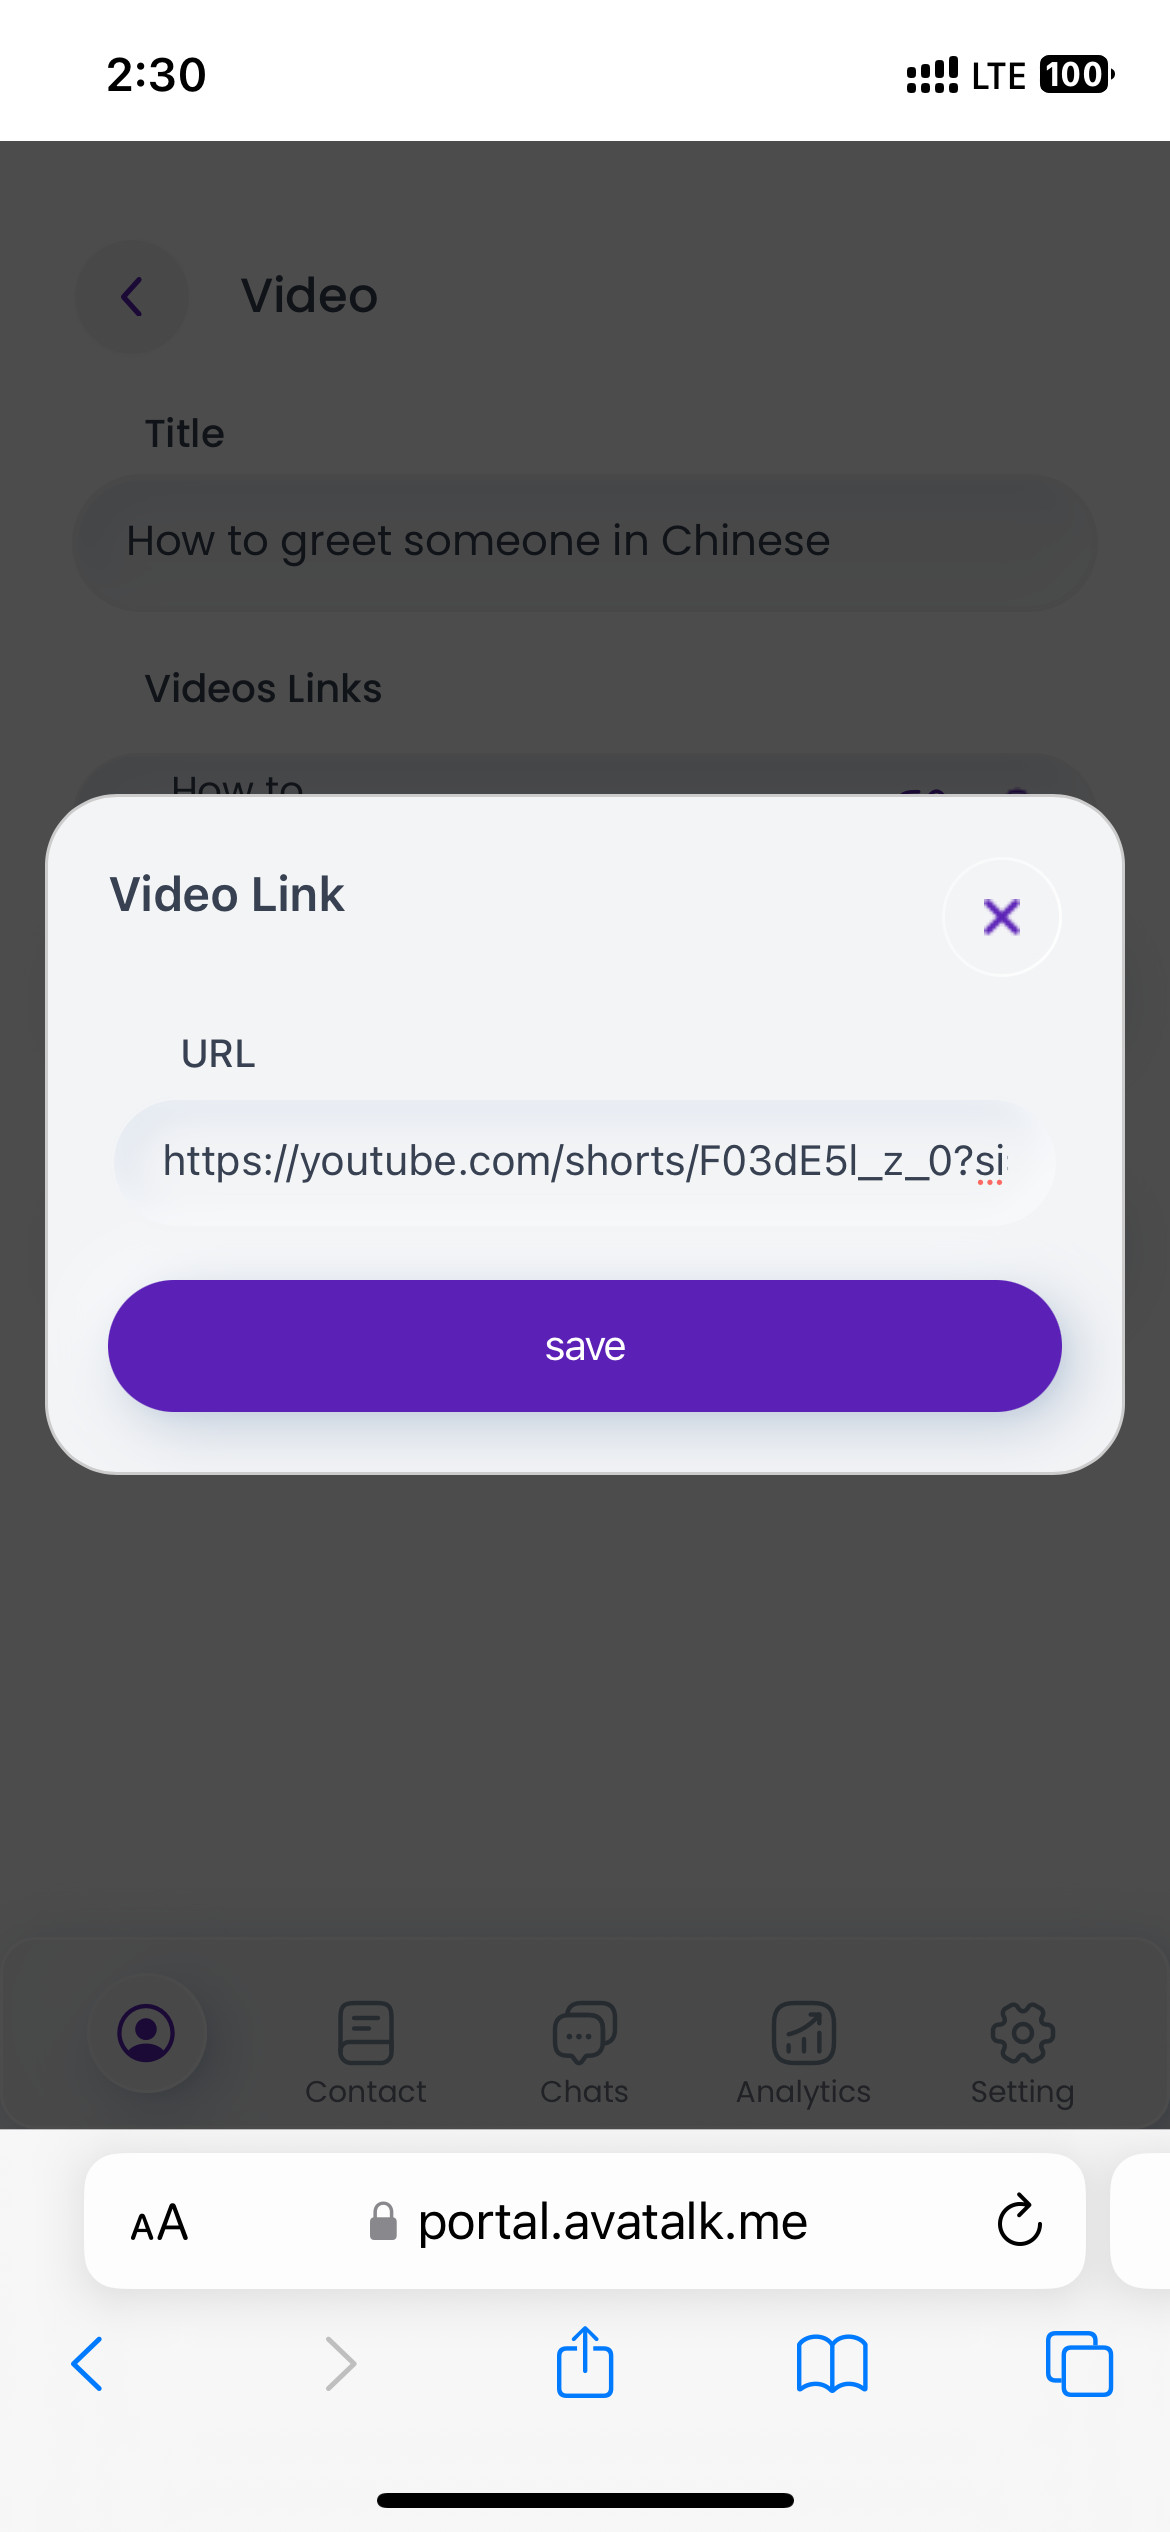 2:30
LTE 100
Video
Title
How to greet someone in Chinese
Videos Links
How to
Video Link
URL
https://youtube.com/shorts/F03dE5l_z_0?si
save
Contact
Chats
Analytics
Setting
AA
portal.avatalk.me